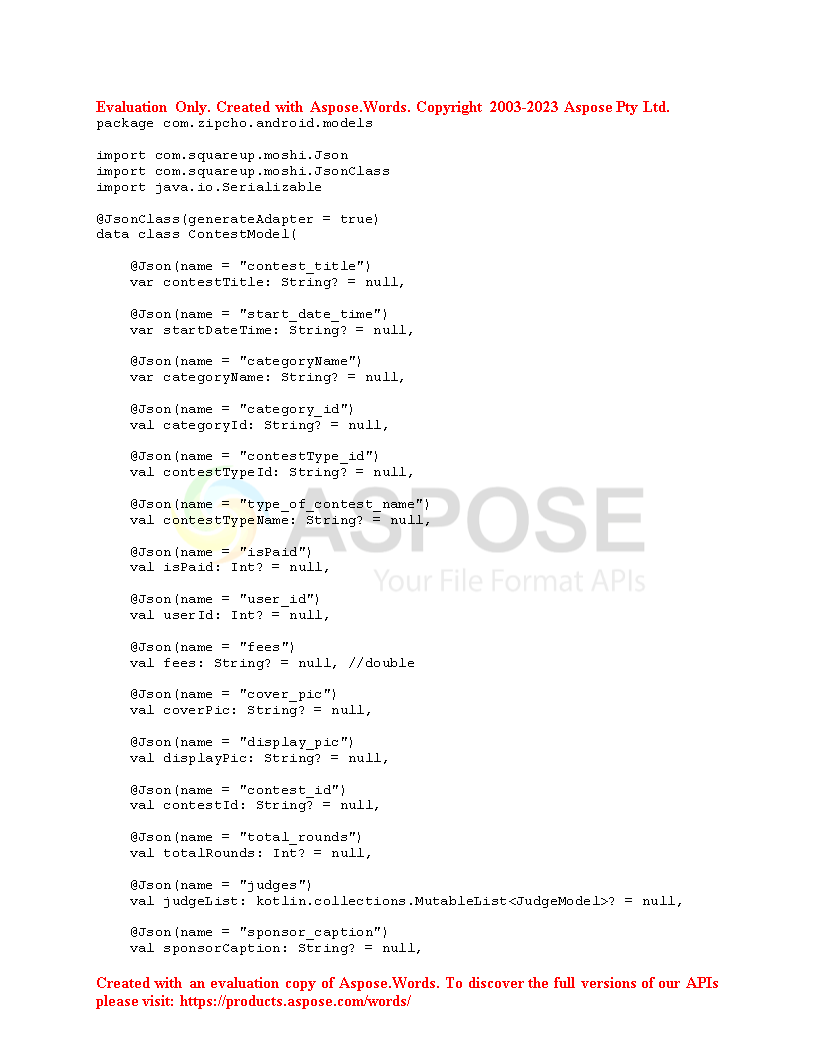 Evaluation Only. Created with Aspose.Words. Copyright 2003-2023 Aspose Pty Ltd.
package com.zipcho.android.models
import com.squareup.moshi.Json
import com.squareup.moshi.JsonClass
import java.io.Serializable
@JsonClass(generateAdapter = true)
data class ContestModel(
@Json(name = "contest_title")
var contestTitle: String? = null,
@Json(name = "start_date_time")
var startDateTime: String? = null,
@Json(name = "categoryName")
var categoryName: String? = null,
@Json(name = "category_id")
val categoryId: String? = null,
@Json(name = "contestType_id")
val contestTypeId: String? = null,
@Json(name = "type_of_contest_name")
val contestTypeName: String? = null,
ASPOSE
@Json(name = "isPaid")
val isPaid: Int? = null,
Your File Format APIs
@Json(name = "user_id")
val userId: Int? = null,
@Json(name = "fees")
val fees: String? = null, //double
@Json(name = "cover_pic")
val coverPic: String? = null,
@Json(name = "display_pic")
val displayPic: String? = null,
@Json(name = "contest_id")
val contestId: String? = null,
@Json(name = "total_rounds")
val totalRounds: Int? = null,
@Json(name = "judges")
val judgeList: kotlin.collections.MutableList<JudgeModel>? = null,
@Json(name = "sponsor_caption")
val sponsorCaption: String? = null,
Created with an evaluation copy of Aspose.Words. To discover the full versions of our APIs
please visit: https://products.aspose.com/words/